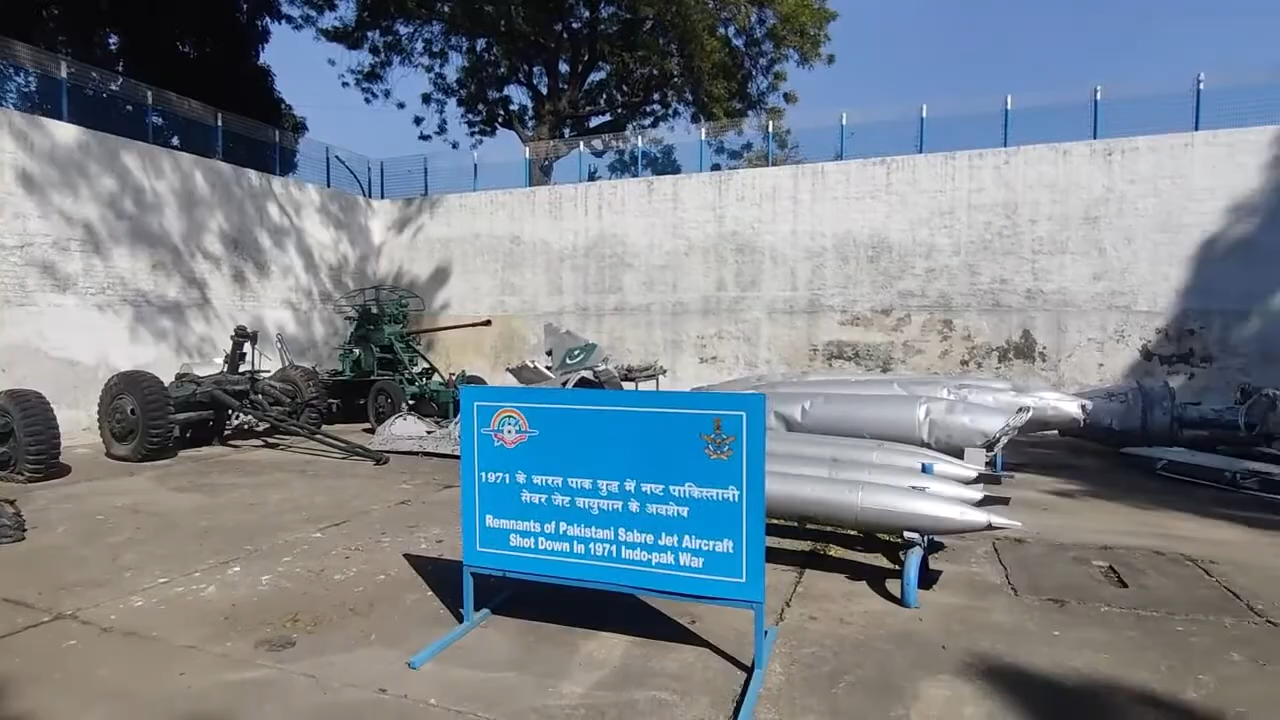 1971 के भारत पाक युद्ध में नष्ट पाकिस्तानी
सेबर जेट वायुयान के अवशेष
Remnants of Pakistani Sabre Jet Aircraft
Shot Down In 1971 Indo-pak War